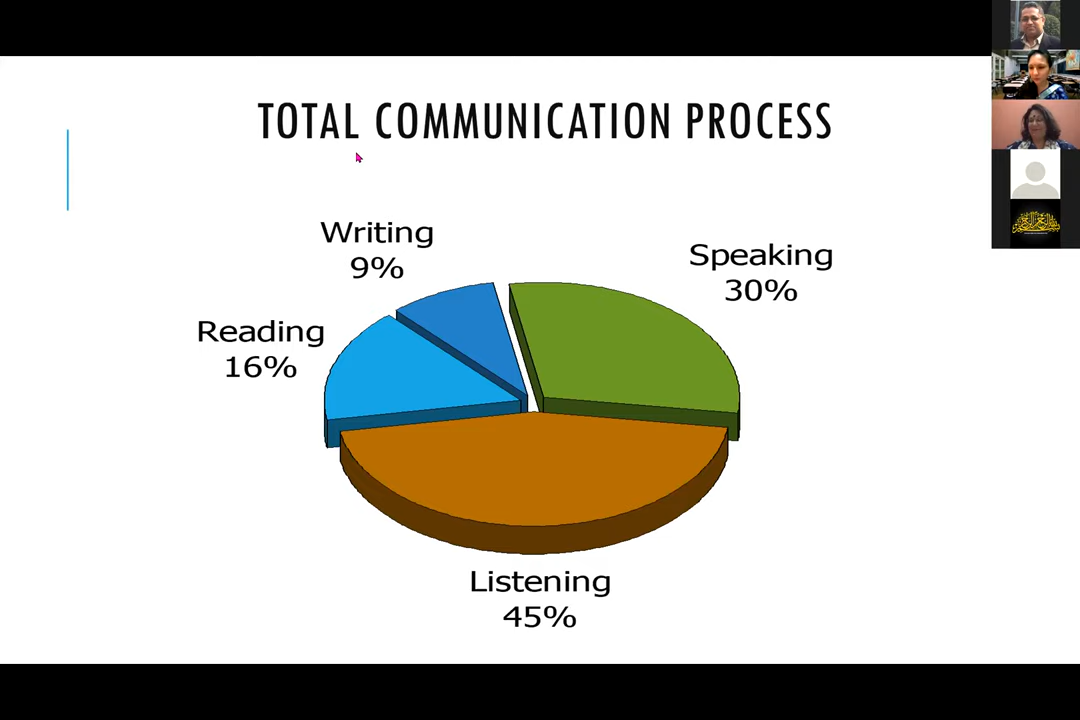 TOTAL COMMUNICATION PROCESS
Writing
9%
Speaking
30%
Reading
16%
Listening
45%